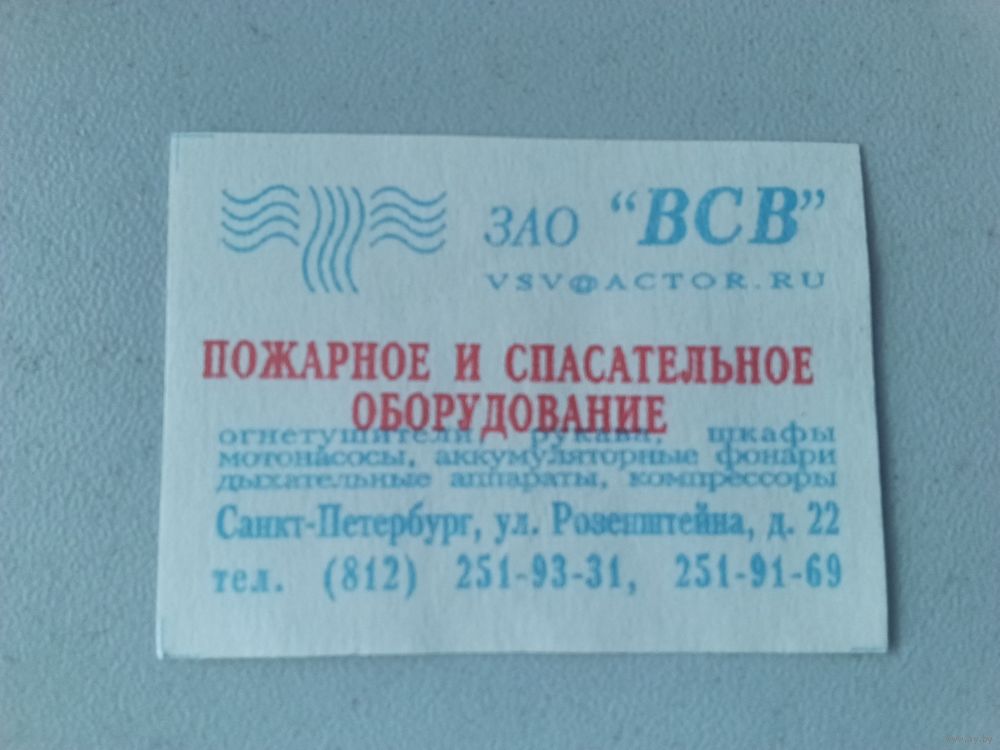 ЗАО "ВСВ"
VSV@ACTOR.RU
ПОЖАРНОЕ И СПАСАТЕЛЬНОЕ
ОБОРУДОВАНИЕ
огнетушители, рукава, шкафы
мотонасосы, аккумуляторные фонари
дыхательные аппараты, компрессоры
Санкт-Петербург, ул. Розенштейна, д. 22
тел. (812) 251-93-31, 251-91-69